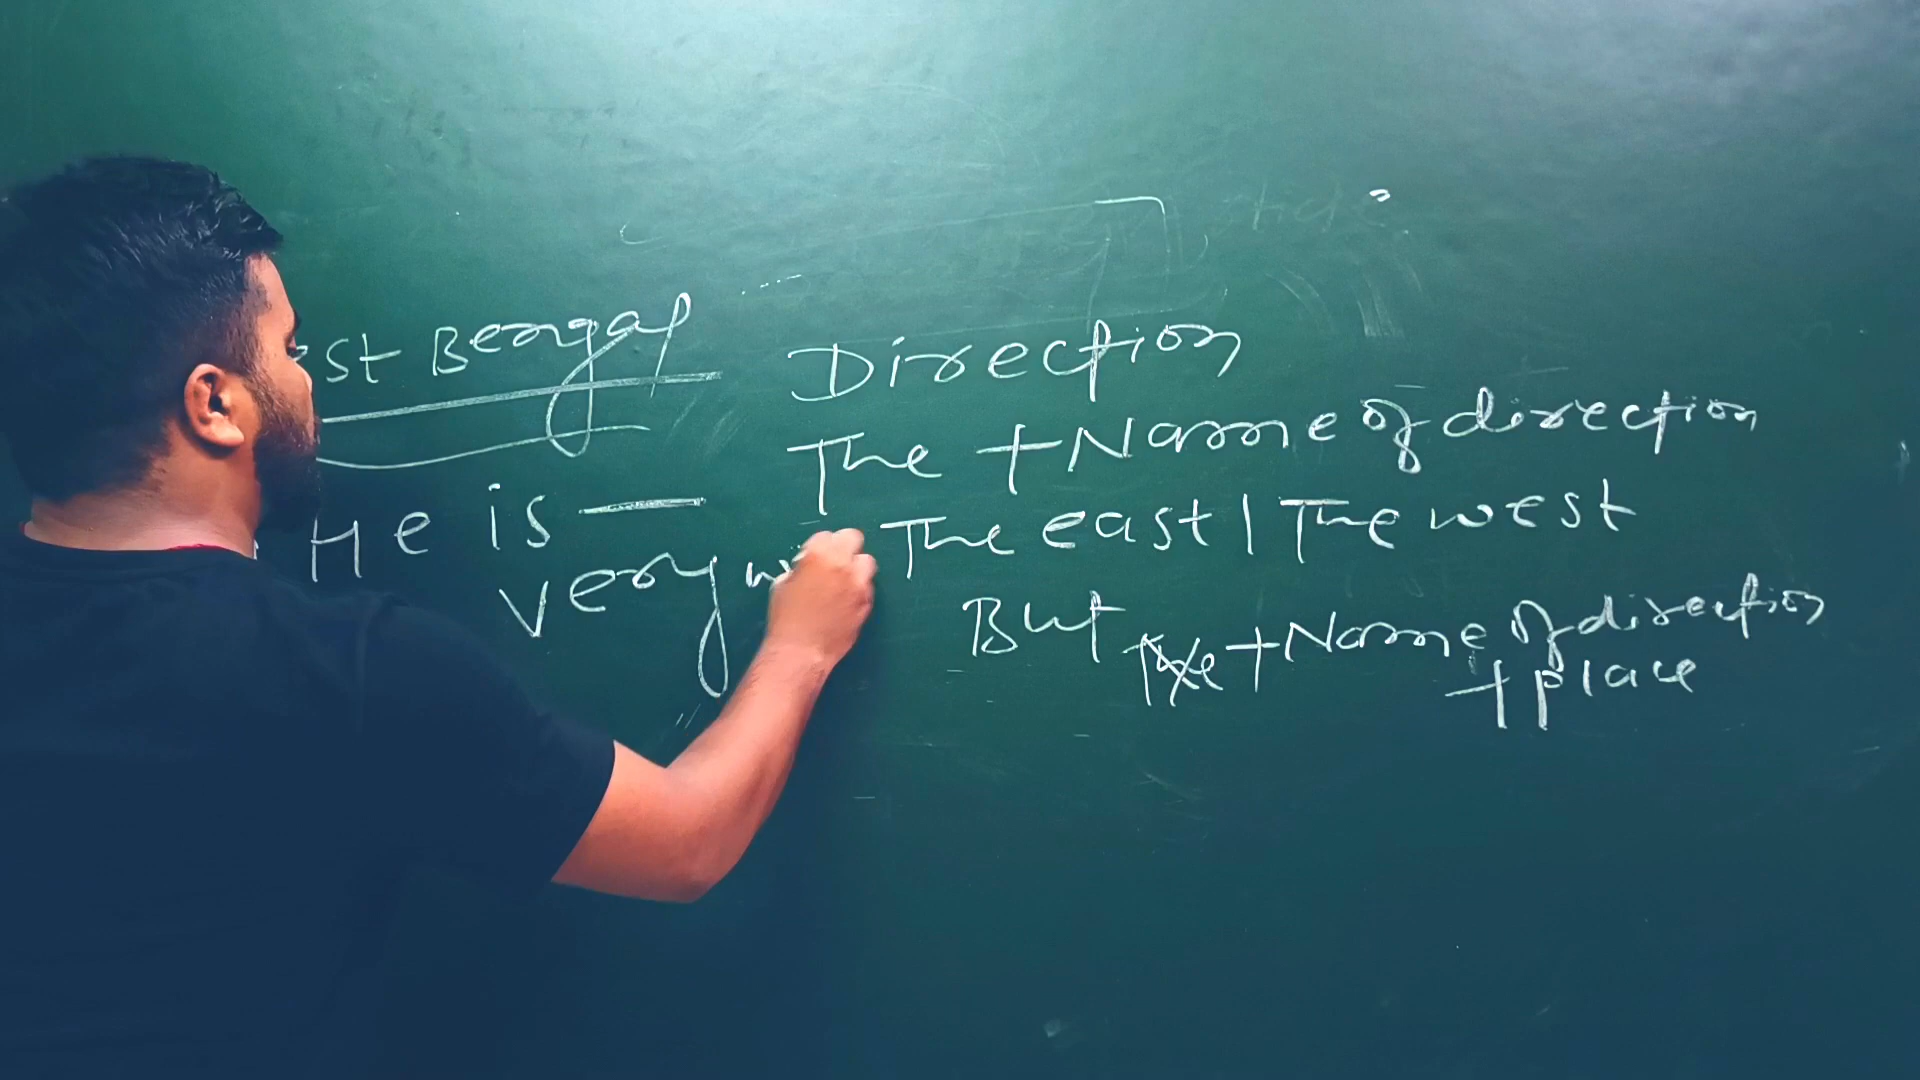 st Bengal
He is —
very
Direction
The + Name of direction
The east | The west
But The + Name of direction
+ place